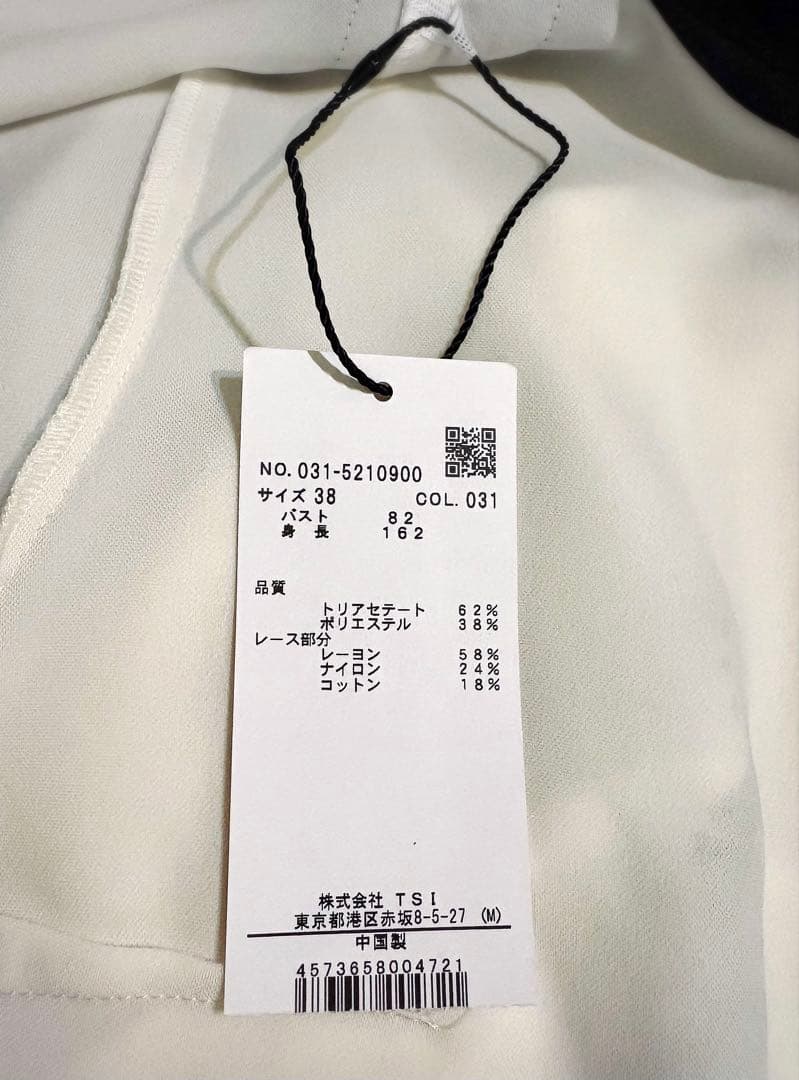 NO. 031-5210900
サイズ 38 COL. 031
バスト 82
身長 162
品質
トリアセテート 62%
ポリエステル 38%
レース部分
レーヨン 58%
ナイロン 24%
コットン 18%
株式会社 TSI
東京都港区赤坂8-5-27 (M)
中国製
4573658004721